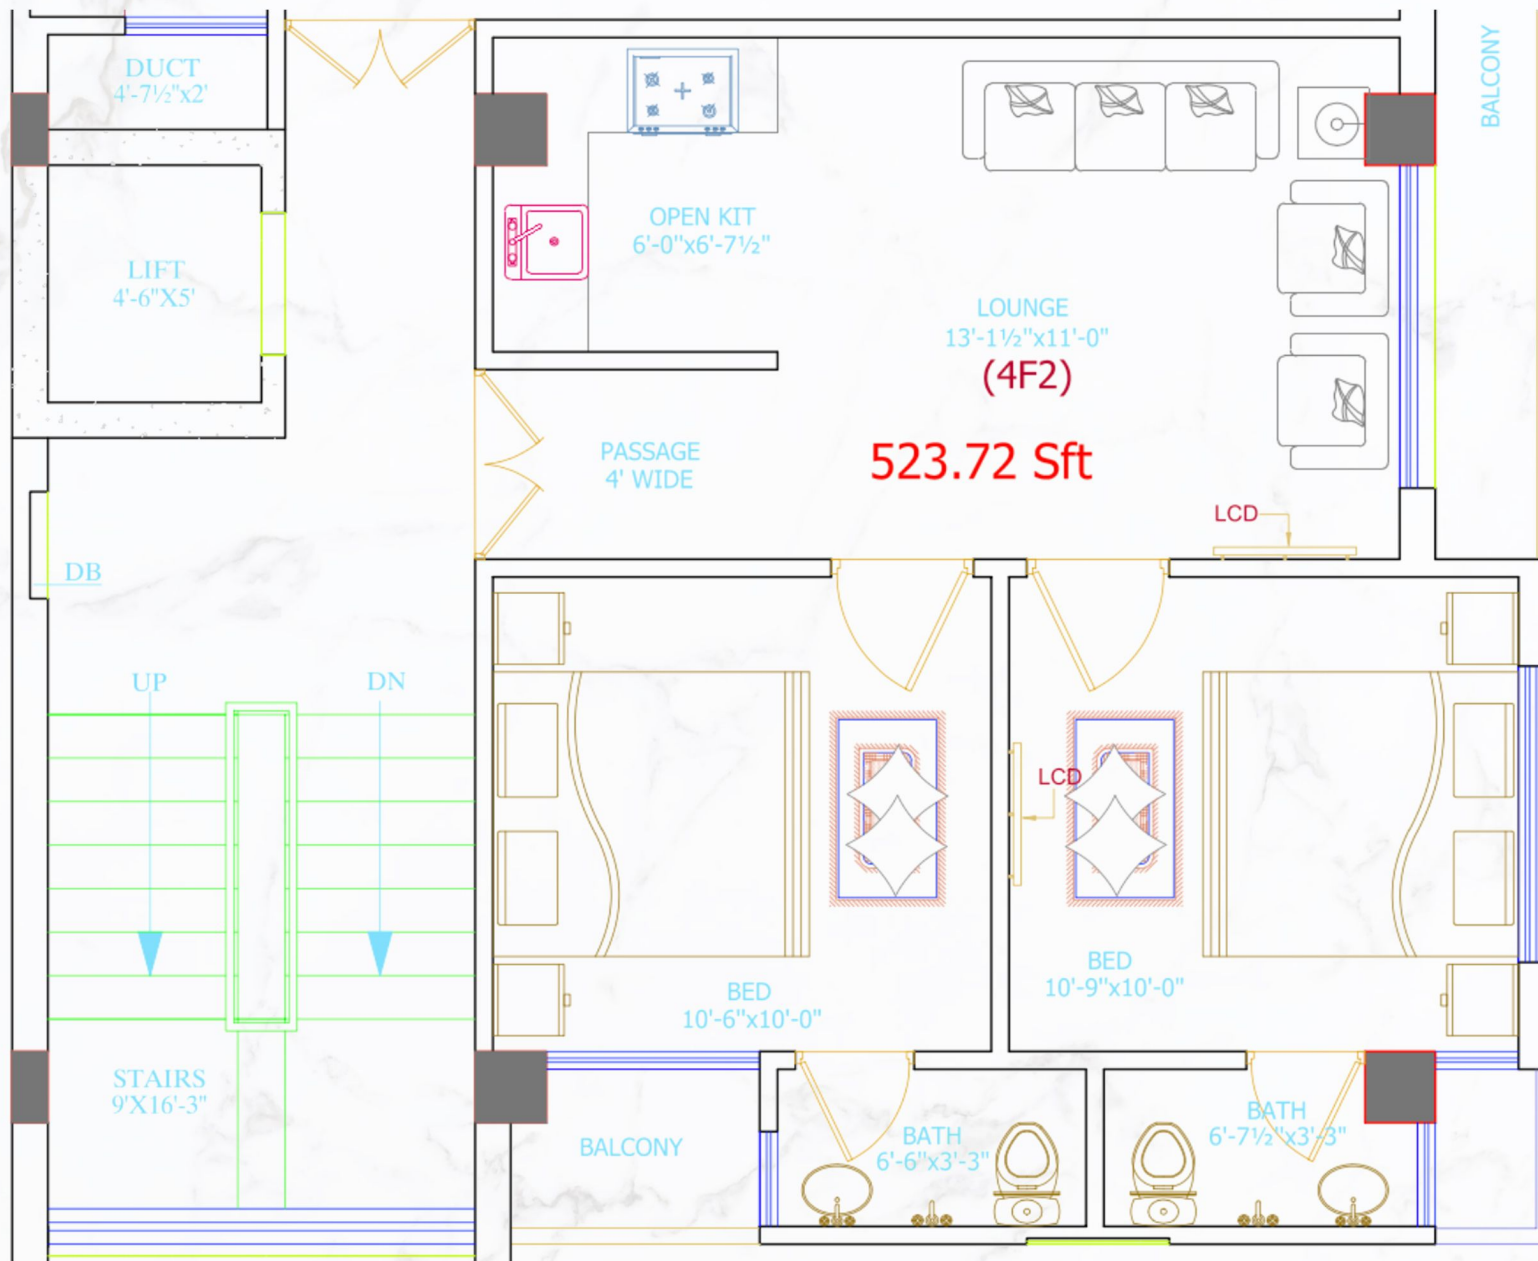 DUCT
4'-7½"x2'
BALCONY
OPEN KIT
6'-0"x6'-7½"
LIFT
4'-6"X5'
LOUNGE
13'-1½"x11'-0"
(4F2)
PASSAGE
4' WIDE
523.72 Sft
LCD
DB
UP
DN
LCD
BED
10'-6"x10'-0"
BED
10'-9"x10'-0"
STAIRS
9'X16'-3"
BALCONY
BATH
6'-6"x3'-3"
BATH
6'-7½"x3'-3"